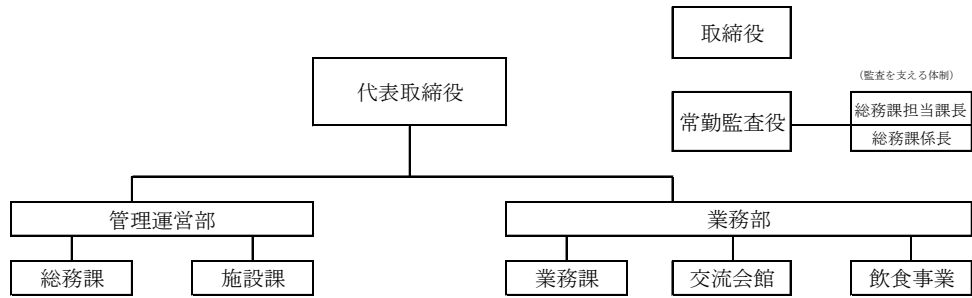 取締役
(監査を支える体制)
代表取締役
常勤監査役
総務課担当課長
総務課係長
管理運営部
業務部
総務課
施設課
業務課
交流会館
飲食事業